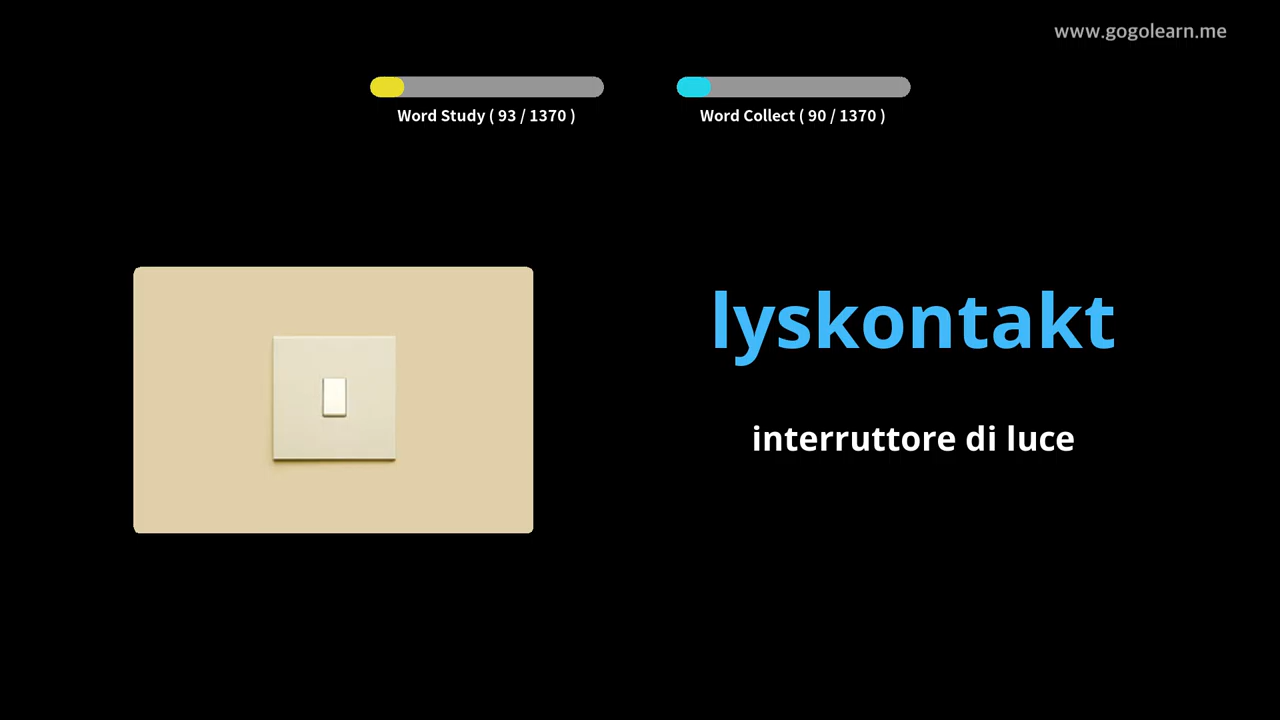 www.gogolearn.me
Word Study ( 93 / 1370 )
Word Collect ( 90 / 1370 )
lyskontakt
interruttore di luce